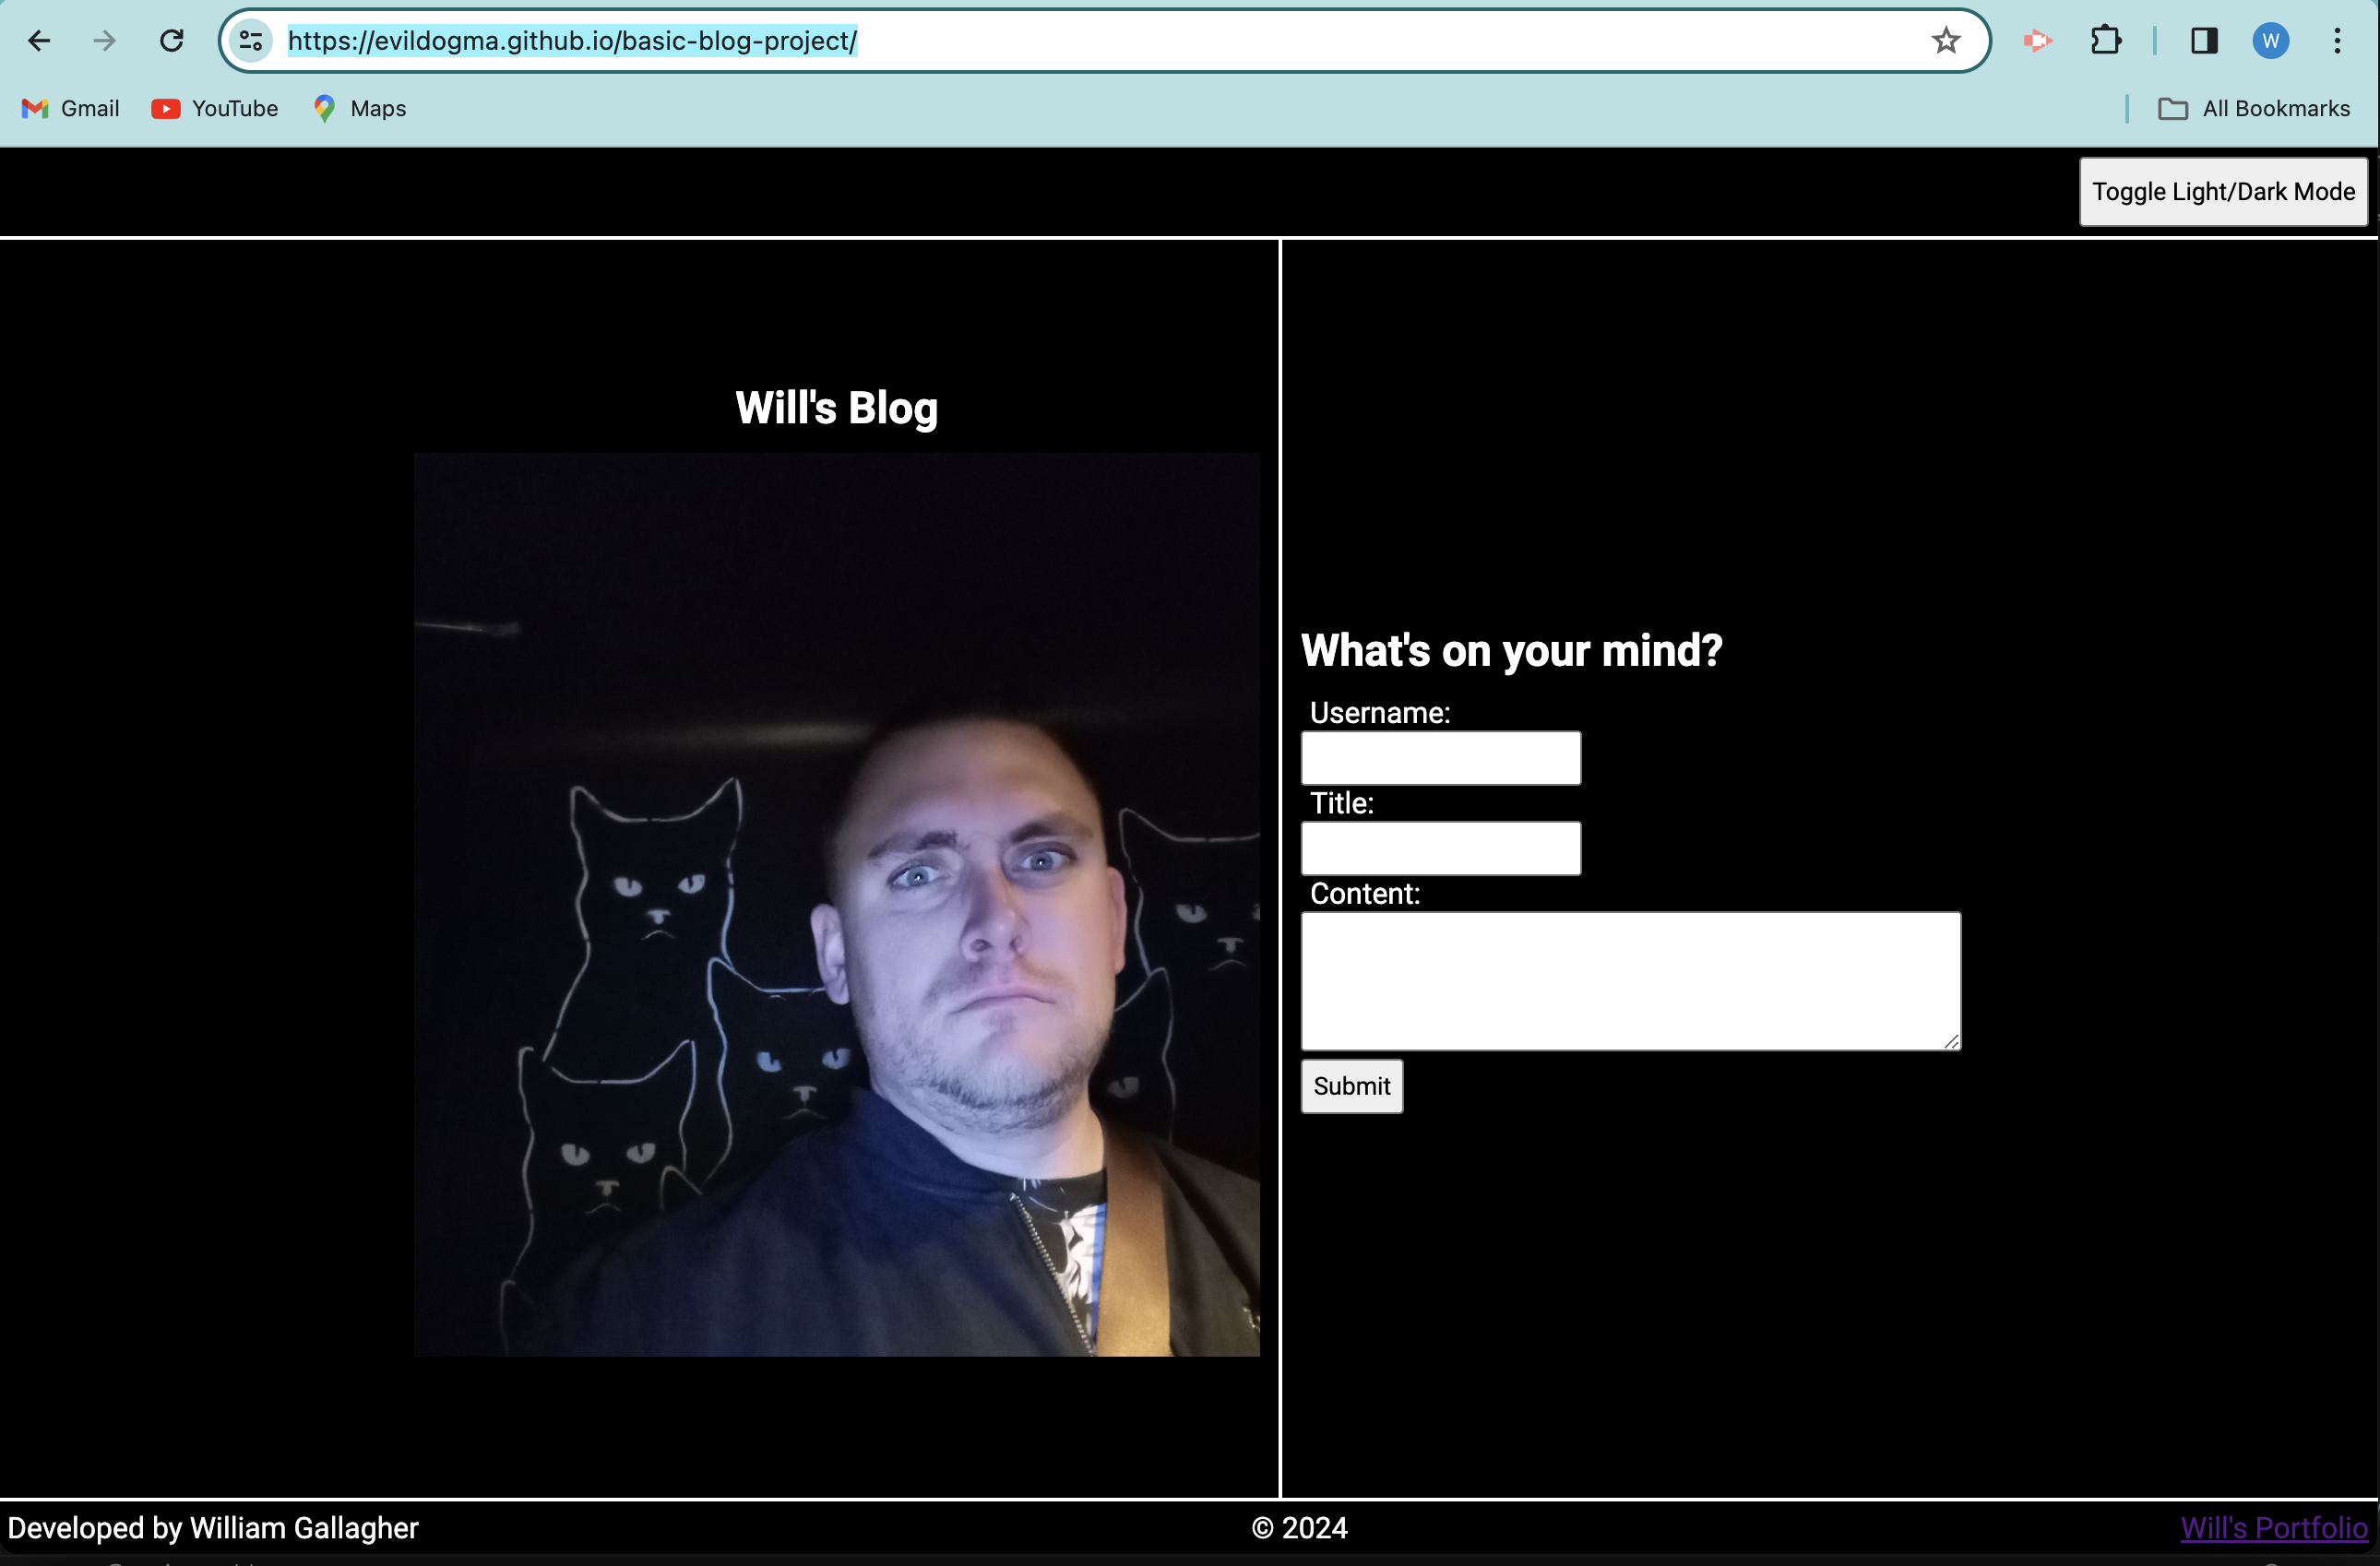 https://evildogma.github.io/basic-blog-project/
W
Gmail YouTube Maps All Bookmarks
Toggle Light/Dark Mode
Will's Blog
What's on your mind?
Username:
Title:
Content:
Submit
Developed by William Gallagher © 2024 Will's Portfolio